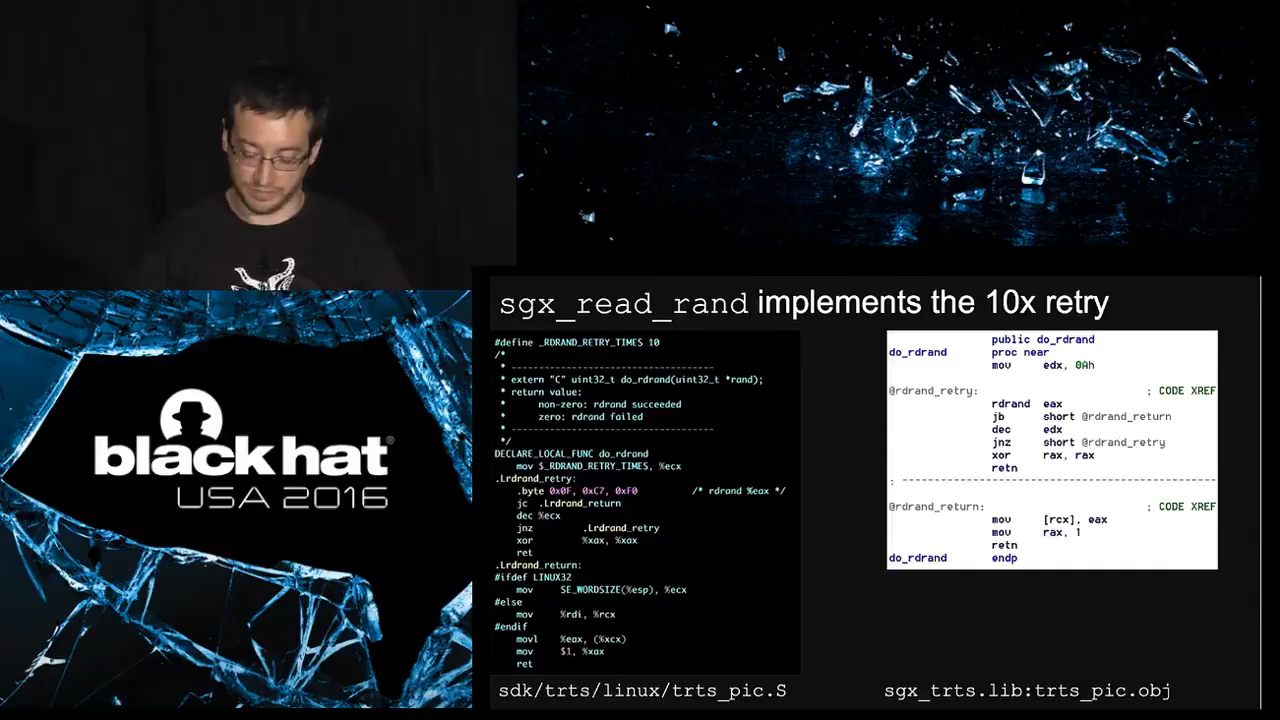 black hat®
USA 2016
sgx_read_rand implements the 10x retry
#define _RDRAND_RETRY_TIMES 10
/*
* --------------------------------------
* extern "C" uint32_t do_rdrand(uint32_t *rand);
* return value:
*     non-zero: rdrand succeeded
*     zero: rdrand failed
* --------------------------------------
*/
DECLARE_LOCAL_FUNC do_rdrand
mov $_RDRAND_RETRY_TIMES, %ecx
.Lrdrand_retry:
.byte 0x0F, 0xC7, 0xF0 /* rdrand %eax */
jc .Lrdrand_return
dec %ecx
jnz .Lrdrand_retry
xor %xax, %xax
ret
.Lrdrand_return:
#ifdef LINUX32
mov SE_WORDSIZE(%esp), %ecx
#else
mov %rdi, %rcx
#endif
movl %eax, (%xcx)
mov $1, %xax
ret
sdk/trts/linux/trts_pic.S
public do_rdrand
do_rdrand proc near
mov edx, 0Ah
@rdrand_retry: ; CODE XREF
rdrand eax
jb short @rdrand_return
dec edx
jnz short @rdrand_retry
xor rax, rax
retn
; ---------------------------------------------------
@rdrand_return: ; CODE XREF
mov [rcx], eax
mov rax, 1
retn
do_rdrand endp
sgx_trts.lib:trts_pic.obj